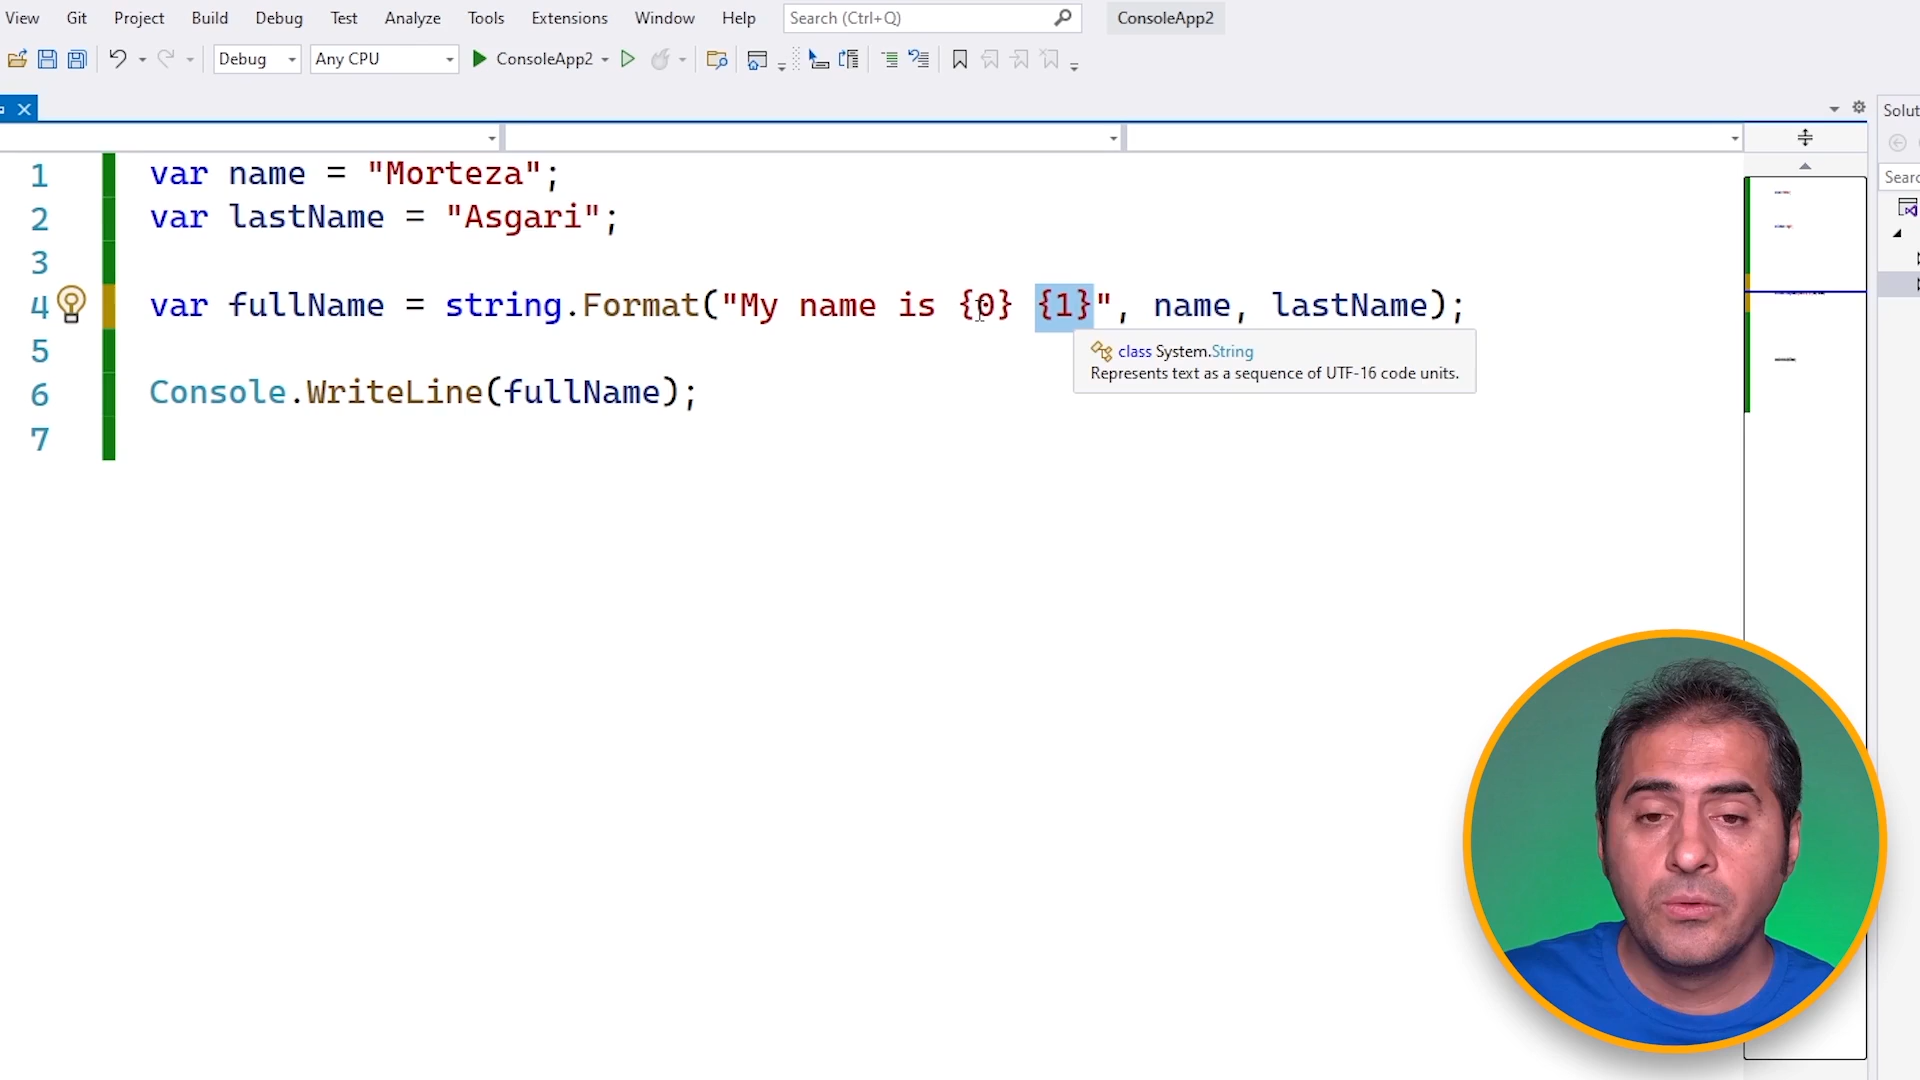 View Git Project Build Debug Test Analyze Tools Extensions Window Help Search (Ctrl+Q) ConsoleApp2
Debug Any CPU ConsoleApp2
Solut
Searc
1 var name = "Morteza";
2 var lastName = "Asgari";
3
4 var fullName = string.Format("My name is {0} {1}", name, lastName);
class System.String
Represents text as a sequence of UTF-16 code units.
5
6 Console.WriteLine(fullName);
7